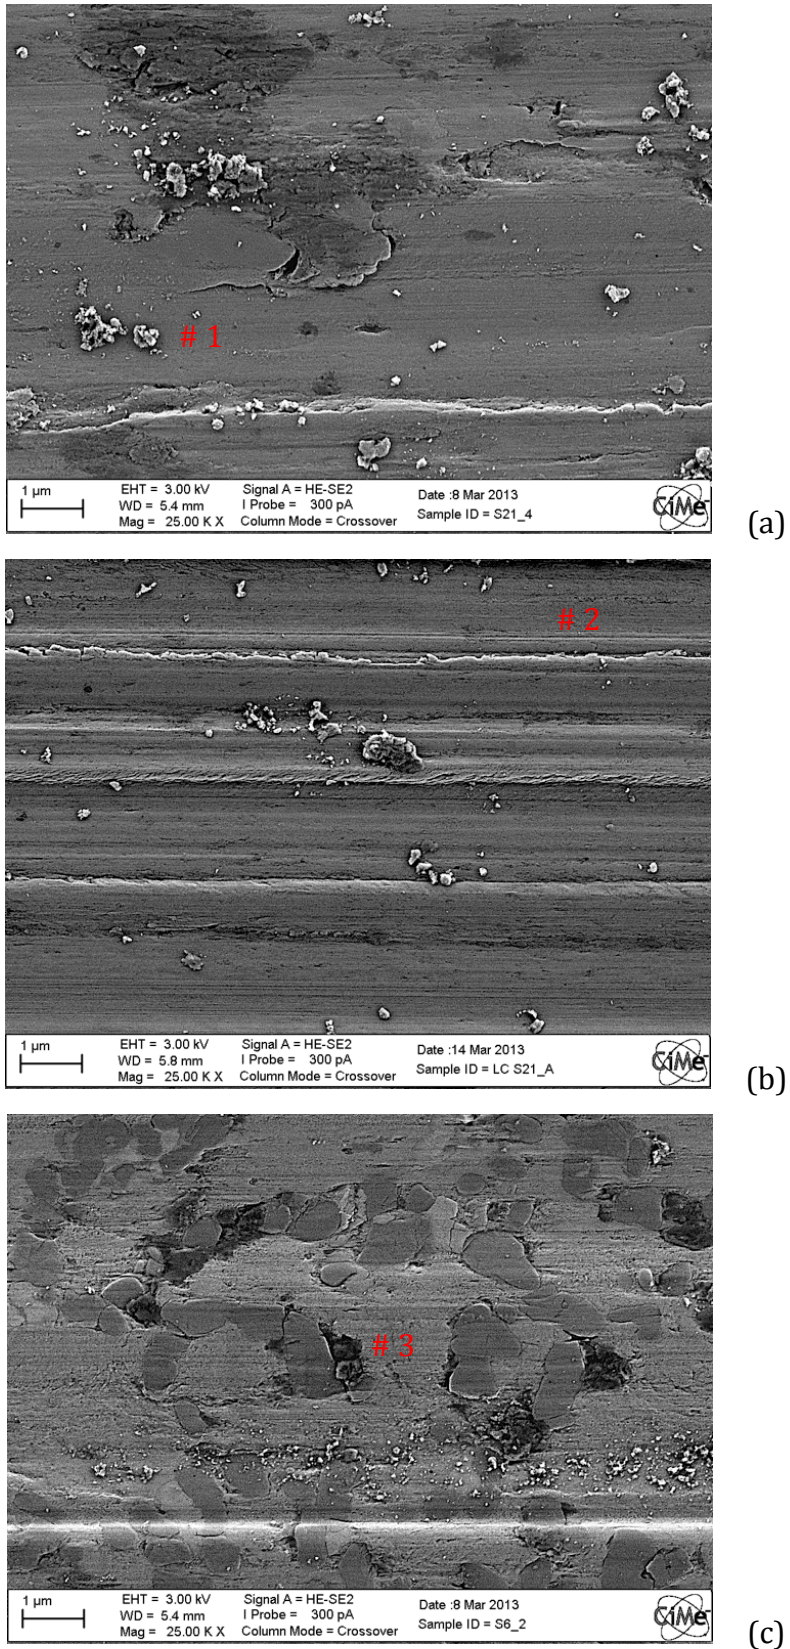 # 1
1 µm
EHT = 3.00 kV
WD = 5.4 mm
Mag = 25.00 K X
Signal A = HE-SE2
I Probe = 300 pA
Column Mode = Crossover
Date :8 Mar 2013
Sample ID = S21_4
CiMe
(a)
# 2
1 µm
EHT = 3.00 kV
WD = 5.8 mm
Mag = 25.00 K X
Signal A = HE-SE2
I Probe = 300 pA
Column Mode = Crossover
Date :14 Mar 2013
Sample ID = LC S21_A
CiMe
(b)
# 3
1 µm
EHT = 3.00 kV
WD = 5.4 mm
Mag = 25.00 K X
Signal A = HE-SE2
I Probe = 300 pA
Column Mode = Crossover
Date :8 Mar 2013
Sample ID = S6_2
CiMe
(c)